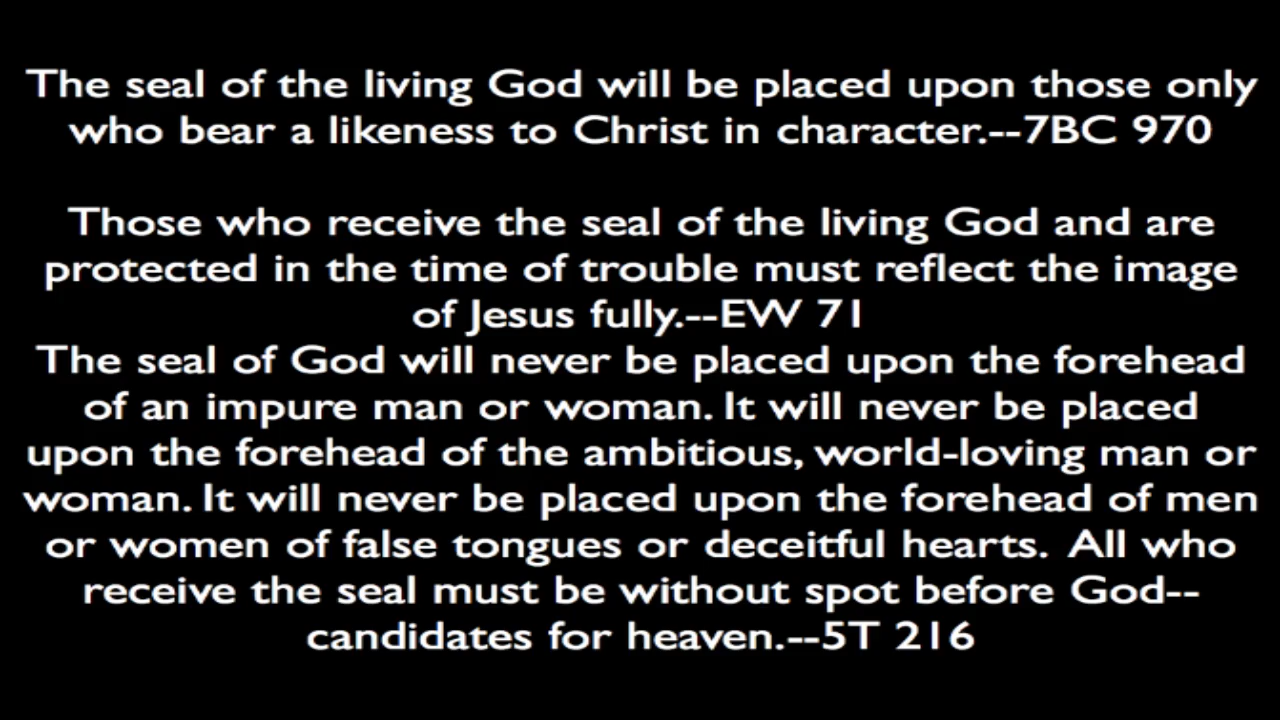 The seal of the living God will be placed upon those only
who bear a likeness to Christ in character.--7BC 970
Those who receive the seal of the living God and are
protected in the time of trouble must reflect the image
of Jesus fully.--EW 71
The seal of God will never be placed upon the forehead
of an impure man or woman. It will never be placed
upon the forehead of the ambitious, world-loving man or
woman. It will never be placed upon the forehead of men
or women of false tongues or deceitful hearts. All who
receive the seal must be without spot before God--
candidates for heaven.--5T 216